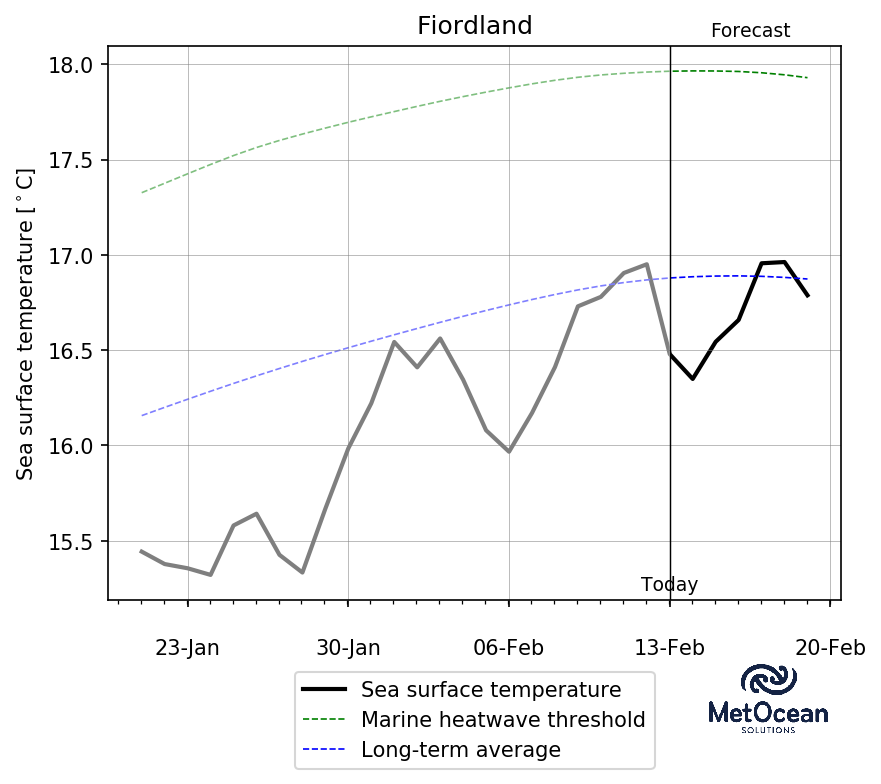 Fiordland
Forecast
18.0
17.5
17.0
16.5
16.0
15.5
Sea surface temperature [°C]
Today
23-Jan
30-Jan
06-Feb
13-Feb
20-Feb
Sea surface temperature
Marine heatwave threshold
Long-term average
MetOcean
SOLUTIONS